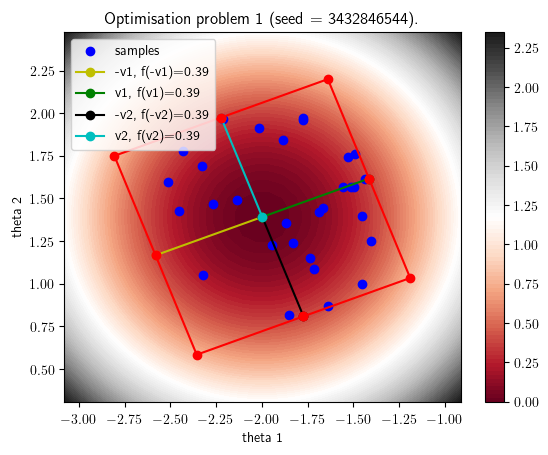 Optimisation problem 1 (seed = 3432846544).
samples
-v1, f(-v1)=0.39
v1, f(v1)=0.39
-v2, f(-v2)=0.39
v2, f(v2)=0.39
theta 2
2.25
2.00
1.75
1.50
1.25
1.00
0.75
0.50
−3.00 −2.75 −2.50 −2.25 −2.00 −1.75 −1.50 −1.25 −1.00
theta 1
2.25
2.00
1.75
1.50
1.25
1.00
0.75
0.50
0.25
0.00